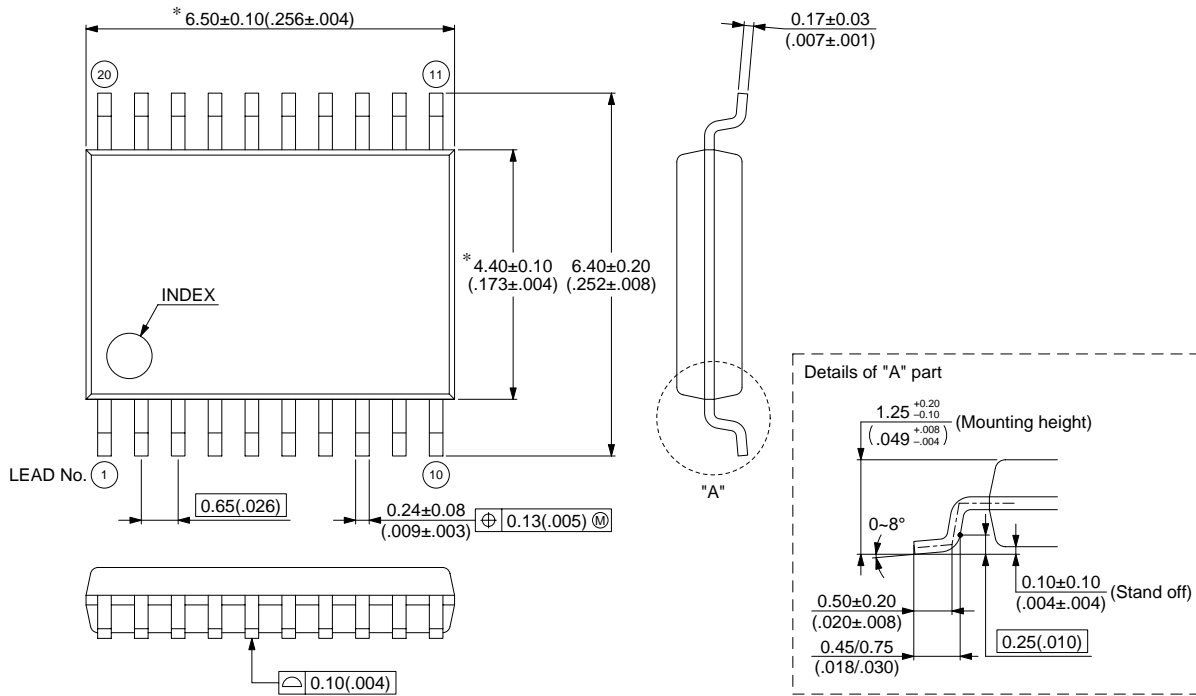 *6.50±0.10(.256±.004)
0.17±0.03
(.007±.001)
20
11
*4.40±0.10
(.173±.004)
6.40±0.20
(.252±.008)
INDEX
Details of "A" part
1.25 +0.20 –0.10 (Mounting height)
(.049 +.008 –.004)
LEAD No. 1
10
"A"
0.65(.026)
0.24±0.08
(.009±.003)
⌖ 0.13(.005) Ⓜ
0~8°
0.50±0.20
(.020±.008)
0.45/0.75
(.018/.030)
0.10±0.10 (Stand off)
(.004±.004)
0.25(.010)
⌓ 0.10(.004)